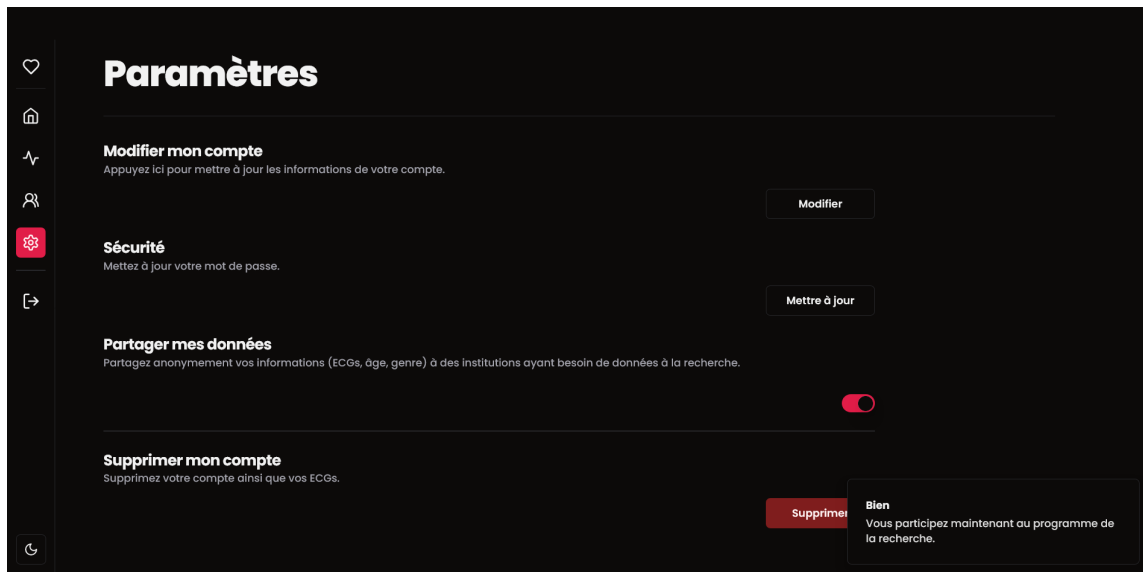 Paramètres
Modifier mon compte
Appuyez ici pour mettre à jour les informations de votre compte.
Modifier
Sécurité
Mettez à jour votre mot de passe.
Mettre à jour
Partager mes données
Partagez anonymement vos informations (ECGs, âge, genre) à des institutions ayant besoin de données à la recherche.
Supprimer mon compte
Supprimez votre compte ainsi que vos ECGs.
Supprimer
Bien
Vous participez maintenant au programme de
la recherche.